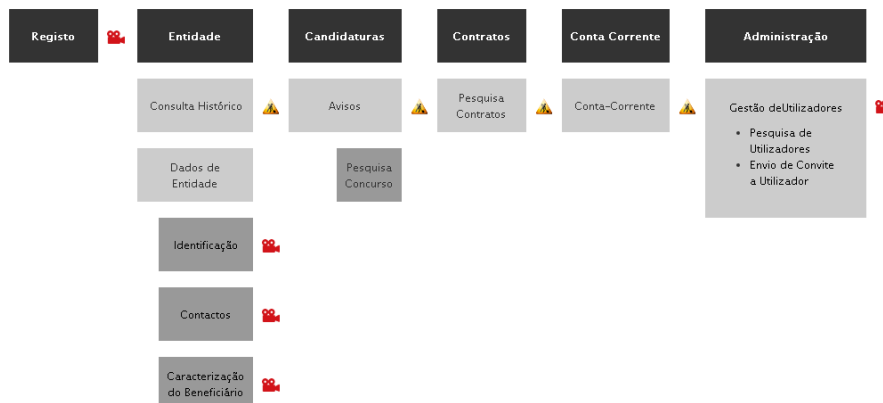 Registo
Entidade
Candidaturas
Contratos
Conta Corrente
Administração
Consulta Histórico
Avisos
Pesquisa
Contratos
Conta-Corrente
Gestão deUtilizadores
• Pesquisa de
Utilizadores
• Envio de Convite
a Utilizador
Dados de
Entidade
Pesquisa
Concurso
Identificação
Contactos
Caracterização
do Beneficiário